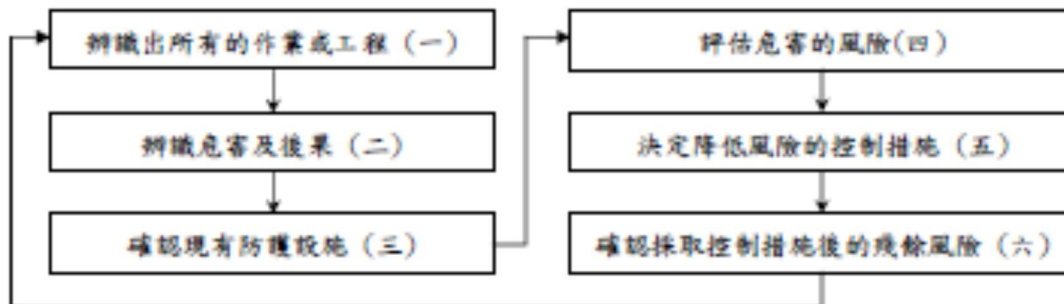 辨識出所有的作業或工程（一）
辨識危害及後果（二）
確認現有防護設施（三）
評估危害的風險(四）
決定降低風險的控制措施（五）
確認採取控制措施後的殘餘風險（六）